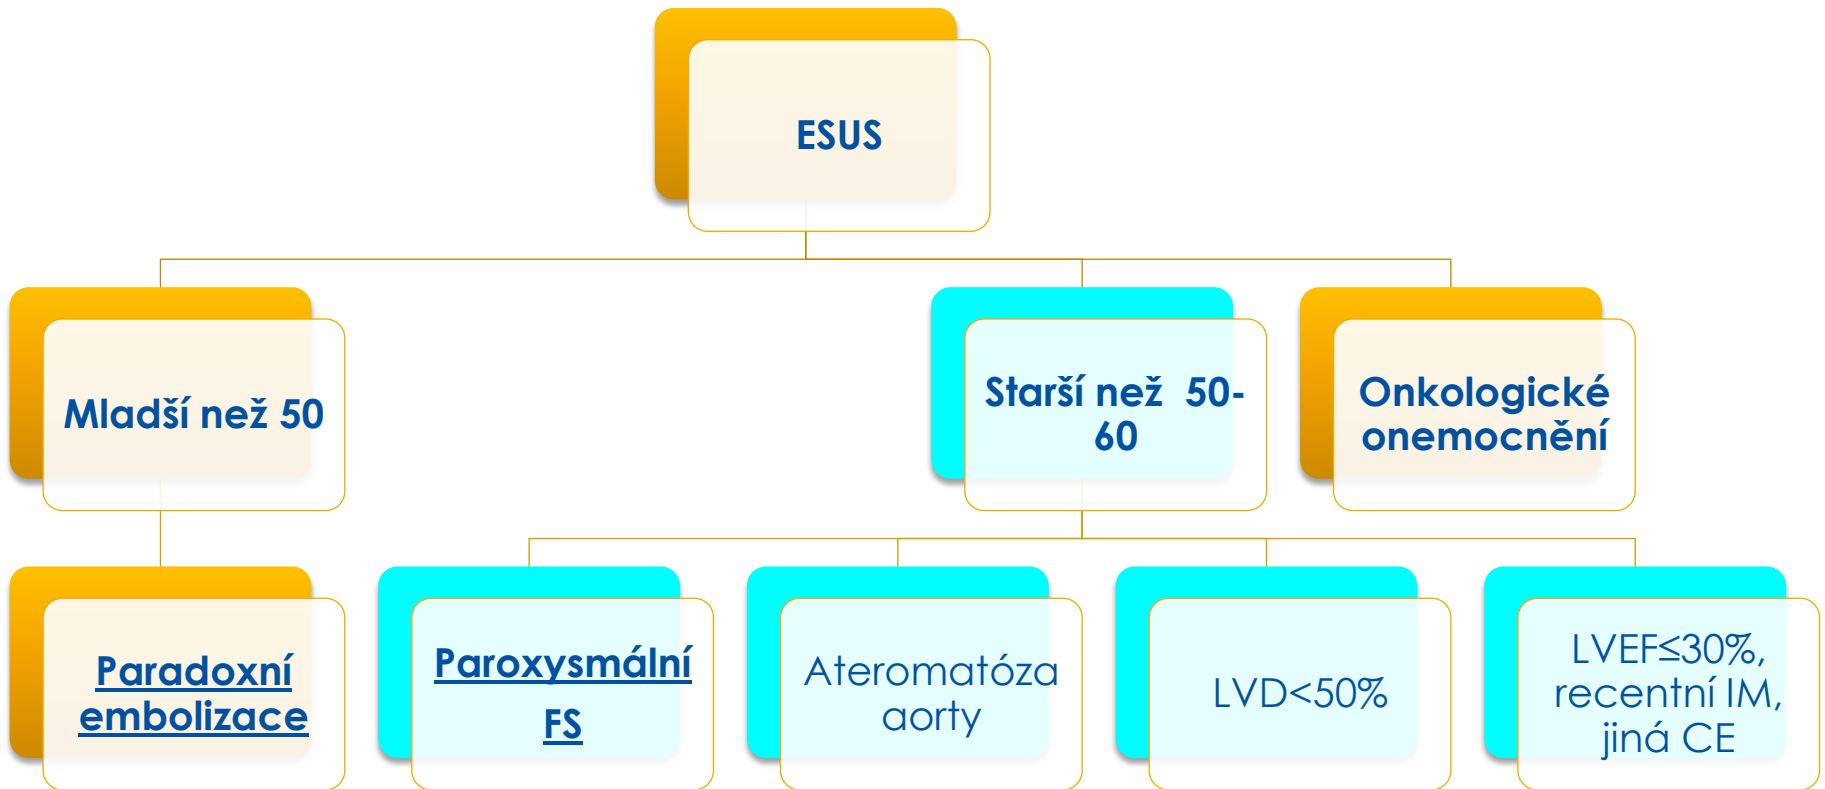 ESUS
Mladší než 50
Starší než 50-
60
Onkologické
onemocnění
Paradoxní
embolizace
Paroxysmální
FS
Ateromatóza
aorty
LVD<50%
LVEF≤30%,
recentní IM,
jiná CE